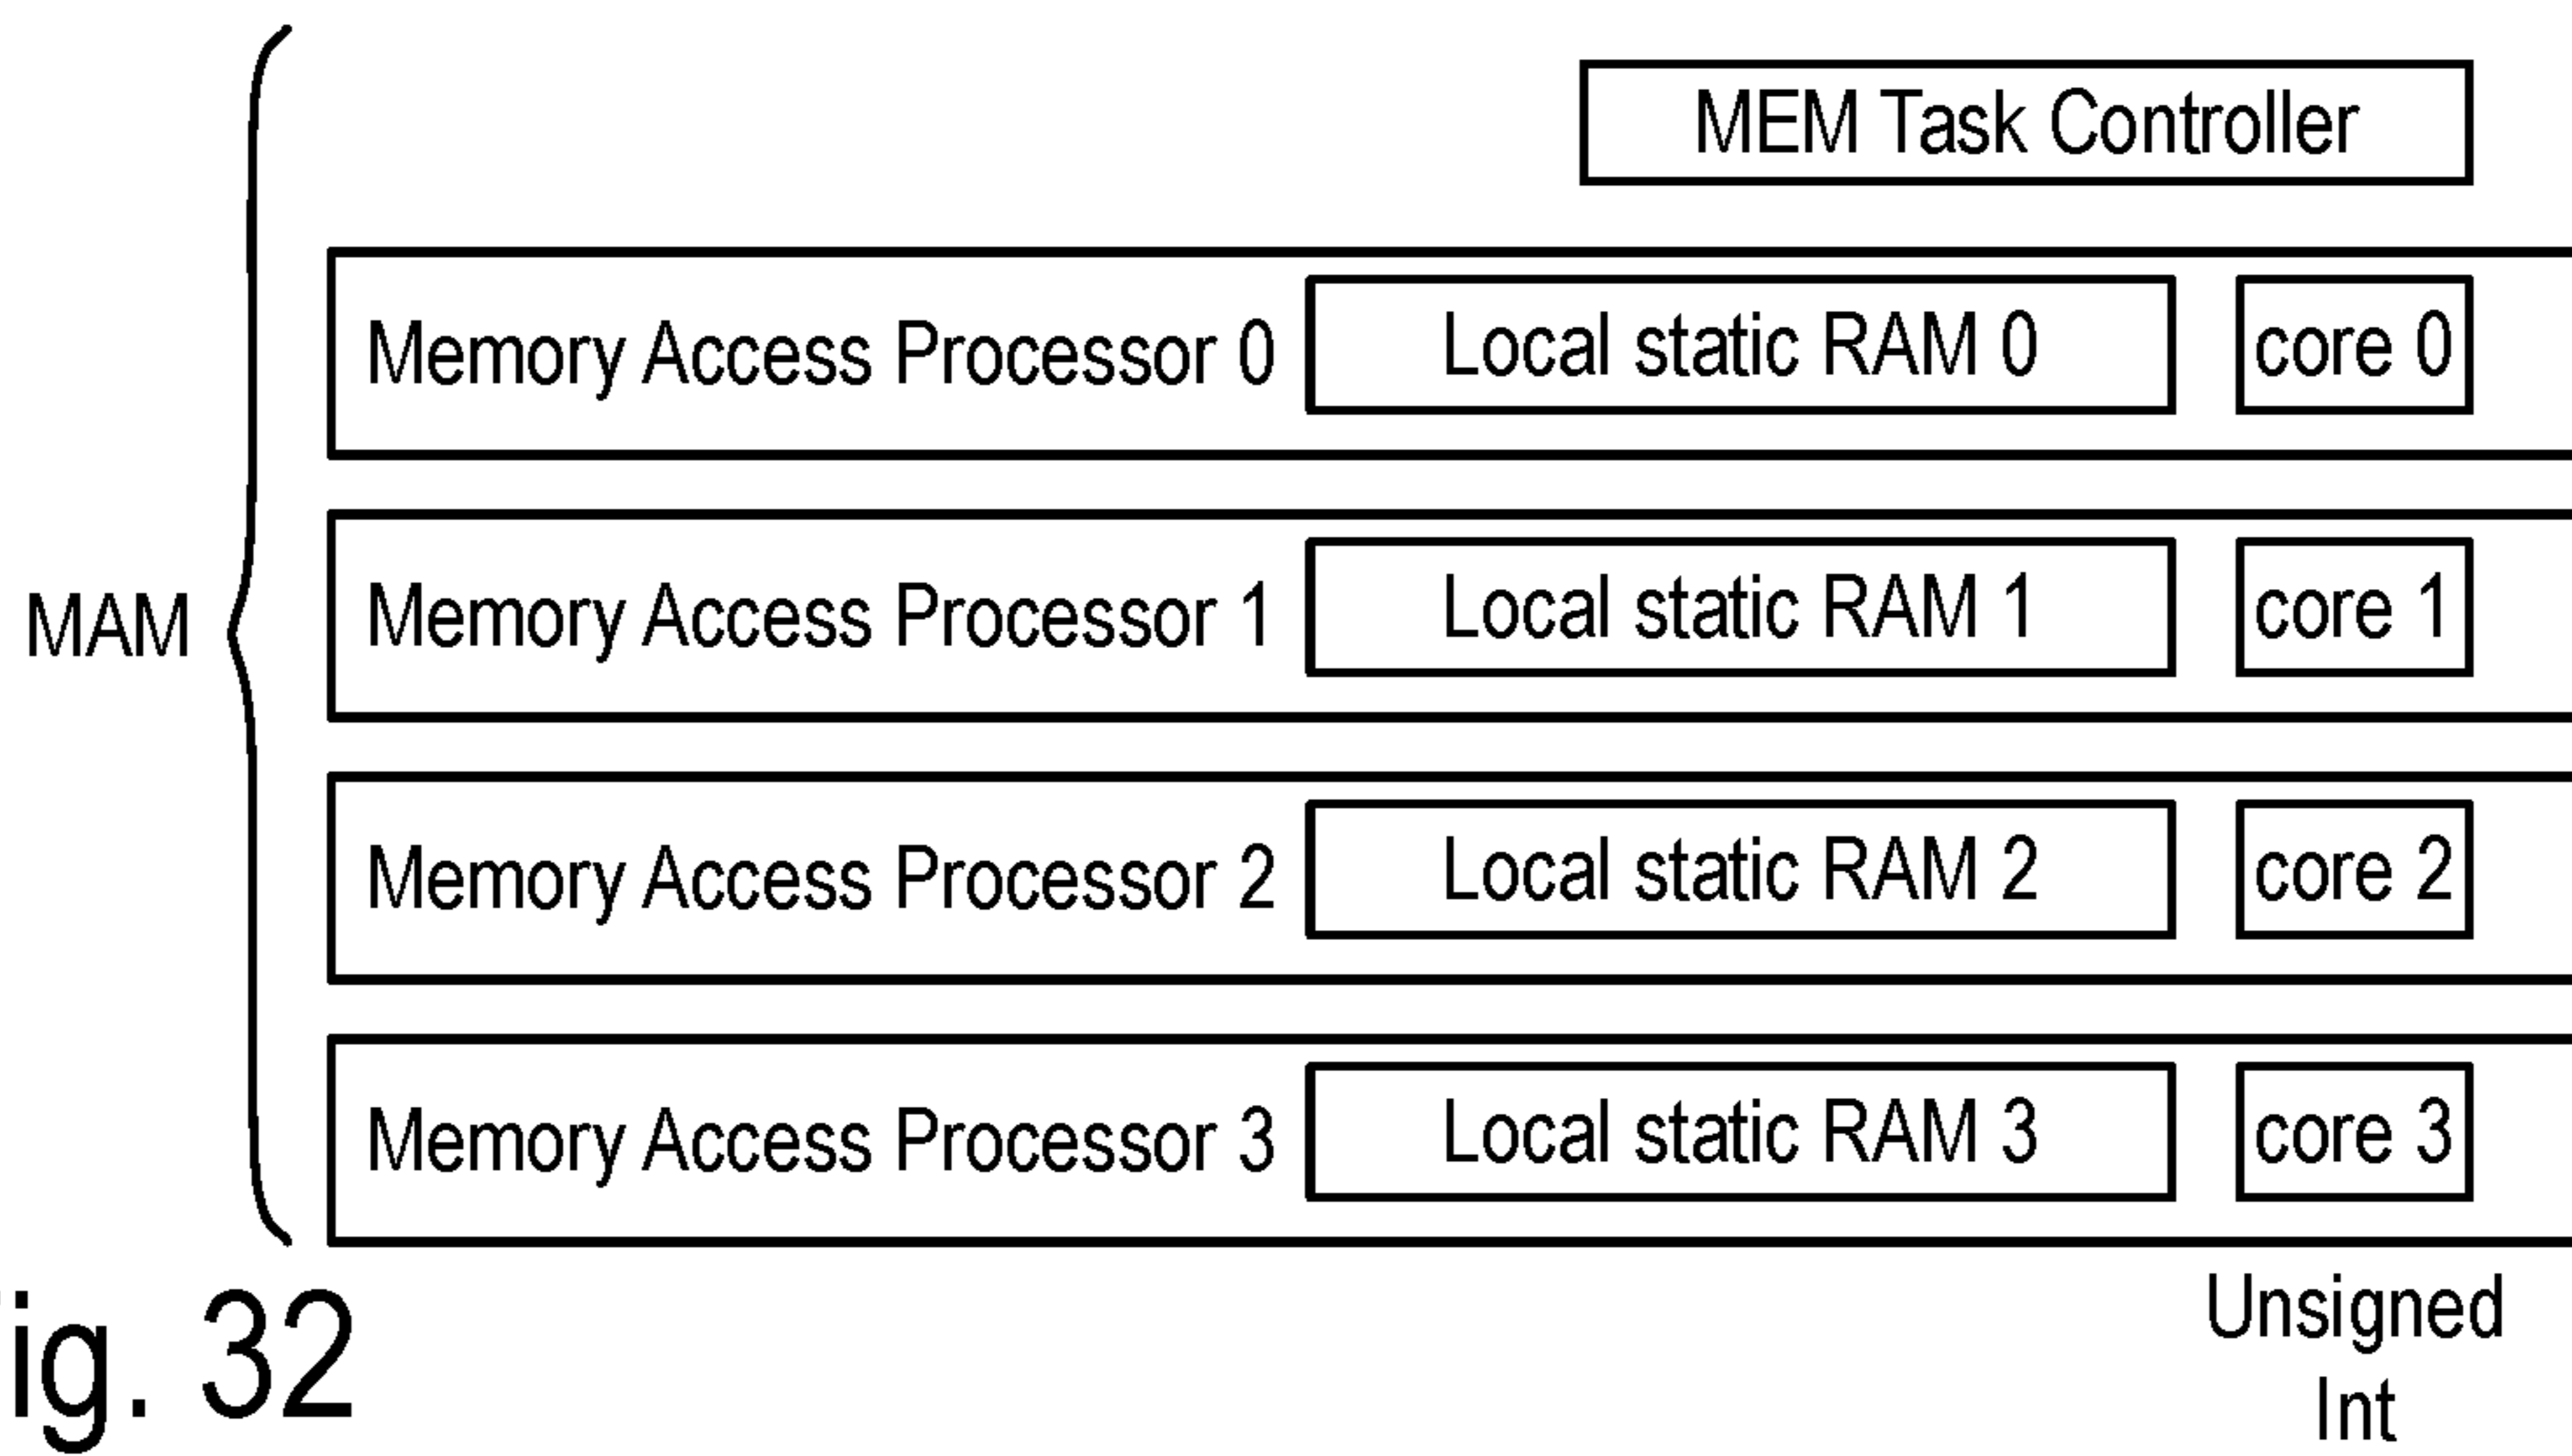 MEM Task Controller
Memory Access Processor 0 Local static RAM 0 core 0
MAM
Memory Access Processor 1 Local static RAM 1 core 1
Memory Access Processor 2 Local static RAM 2 core 2
Memory Access Processor 3 Local static RAM 3 core 3
Unsigned
Int
ig. 32